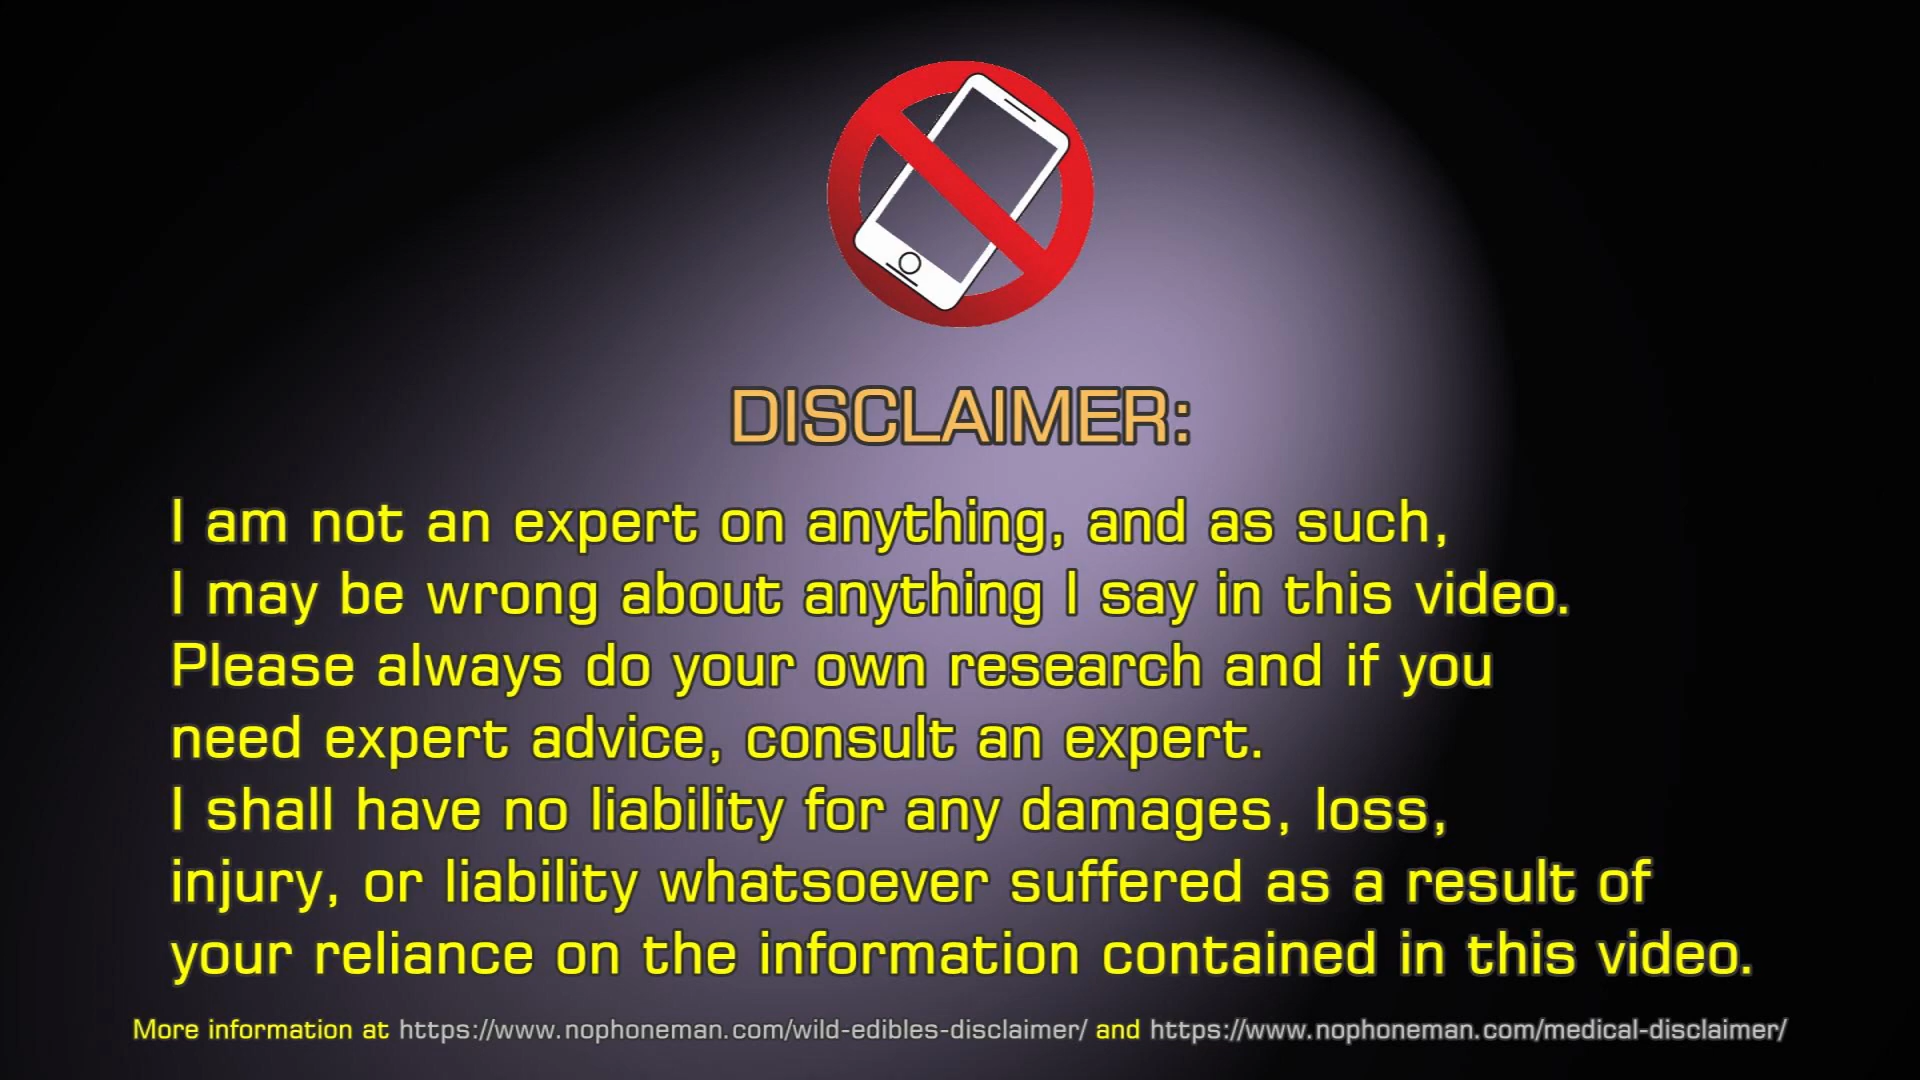 DISCLAIMER:
I am not an expert on anything, and as such,
I may be wrong about anything I say in this video.
Please always do your own research and if you
need expert advice, consult an expert.
I shall have no liability for any damages, loss,
injury, or liability whatsoever suffered as a result of
your reliance on the information contained in this video.
More information at https://www.nophoneman.com/wild-edibles-disclaimer/ and https://www.nophoneman.com/medical-disclaimer/